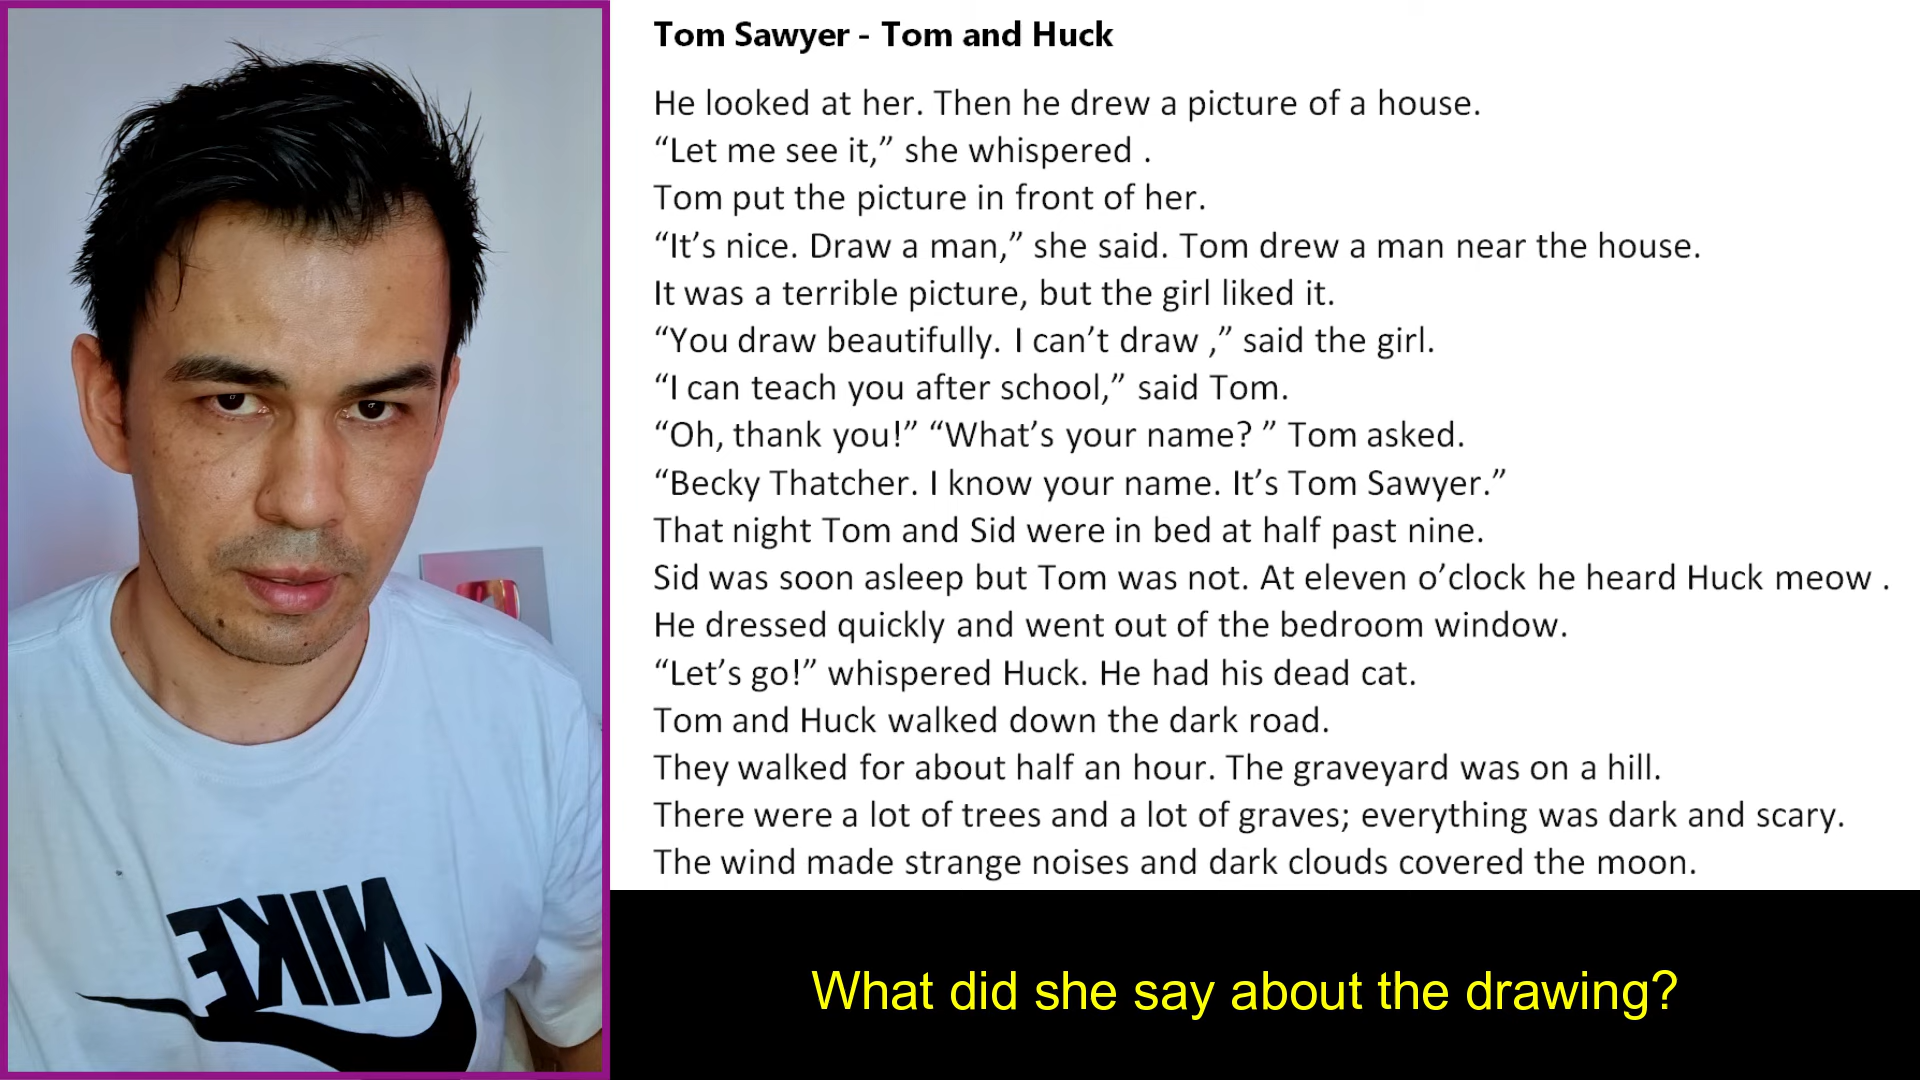 Tom Sawyer - Tom and Huck
He looked at her. Then he drew a picture of a house.
“Let me see it,” she whispered .
Tom put the picture in front of her.
“It’s nice. Draw a man,” she said. Tom drew a man near the house.
It was a terrible picture, but the girl liked it.
“You draw beautifully. I can’t draw ,” said the girl.
“I can teach you after school,” said Tom.
“Oh, thank you!” “What’s your name? ” Tom asked.
“Becky Thatcher. I know your name. It’s Tom Sawyer.”
That night Tom and Sid were in bed at half past nine.
Sid was soon asleep but Tom was not. At eleven o’clock he heard Huck meow .
He dressed quickly and went out of the bedroom window.
“Let’s go!” whispered Huck. He had his dead cat.
Tom and Huck walked down the dark road.
They walked for about half an hour. The graveyard was on a hill.
There were a lot of trees and a lot of graves; everything was dark and scary.
The wind made strange noises and dark clouds covered the moon.
NIKE
What did she say about the drawing?